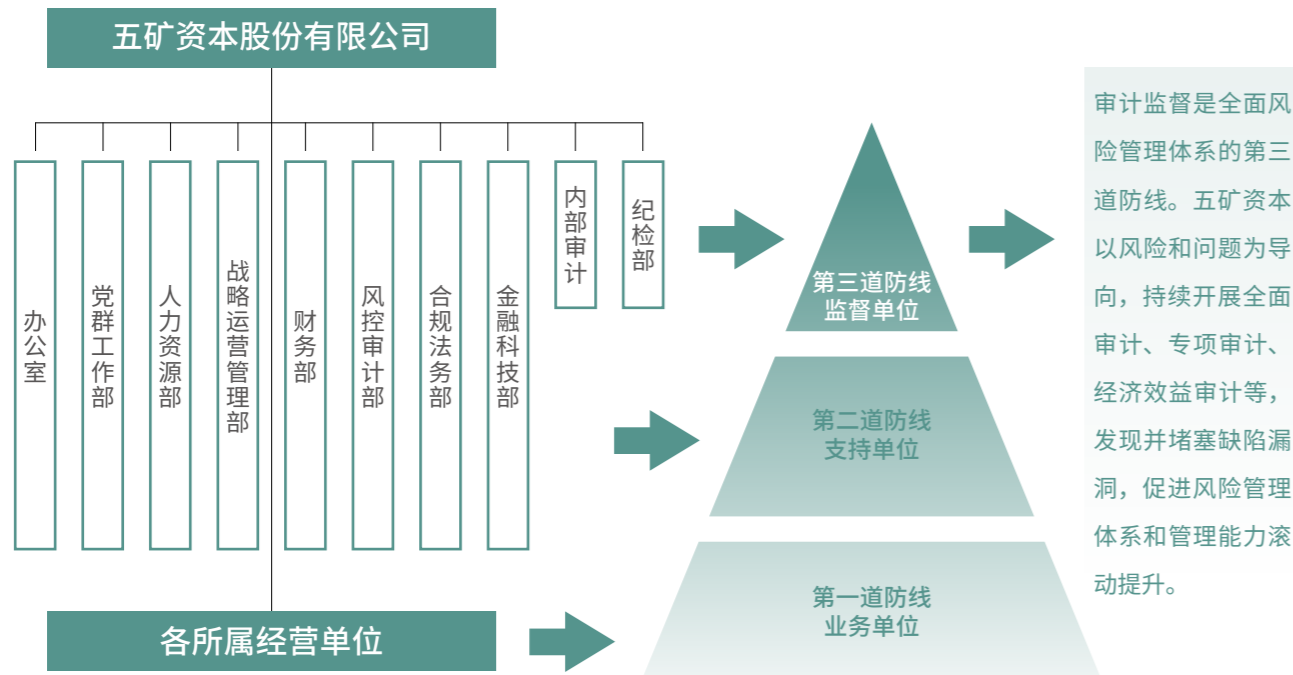 五矿资本股份有限公司
办公室
党群工作部
人力资源部
战略运营管理部
财务部
风控审计部
合规法务部
金融科技部
内部审计
纪检部
各所属经营单位
第三道防线
监督单位
第二道防线
支持单位
第一道防线
业务单位
审计监督是全面风
险管理体系的第三
道防线。五矿资本
以风险和问题为导
向，持续开展全面
审计、专项审计、
经济效益审计等，
发现并堵塞缺陷漏
洞，促进风险管理
体系和管理能力滚
动提升。